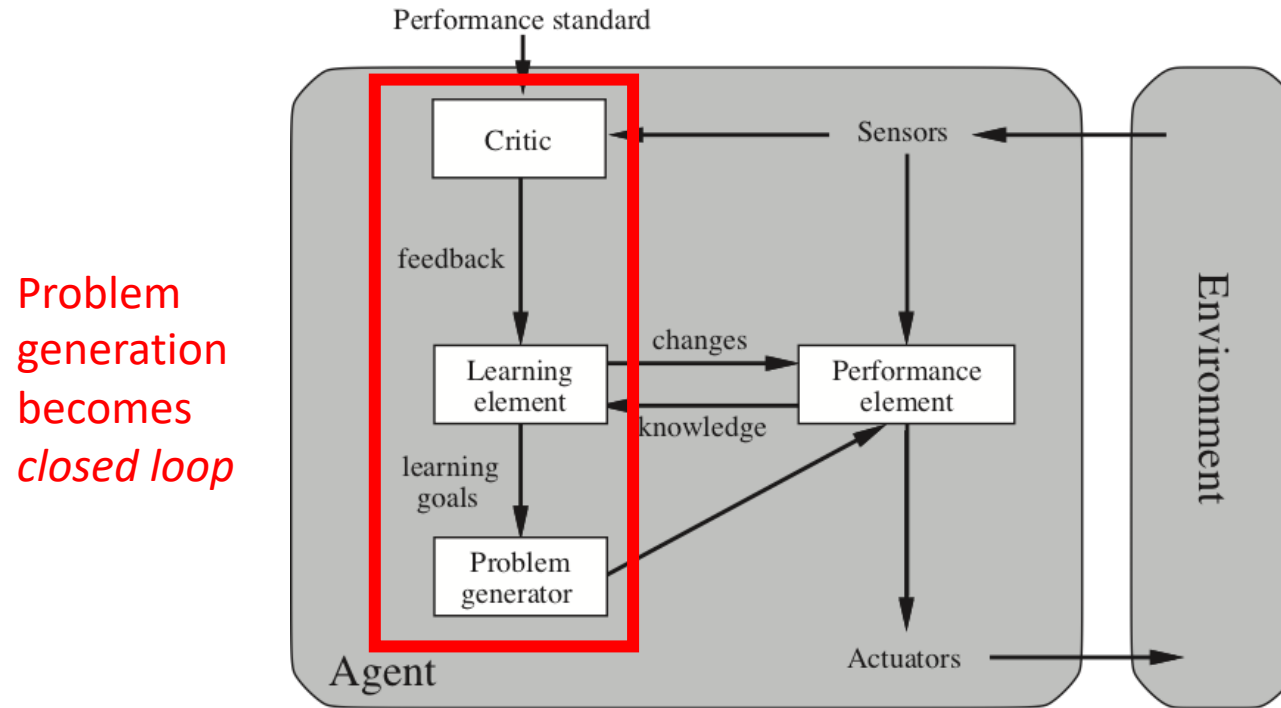 Performance standard
Critic
Sensors
feedback
Problem
generation
becomes
closed loop
changes
Learning
element
Performance
element
knowledge
learning
goals
Problem
generator
Agent
Actuators
Environment